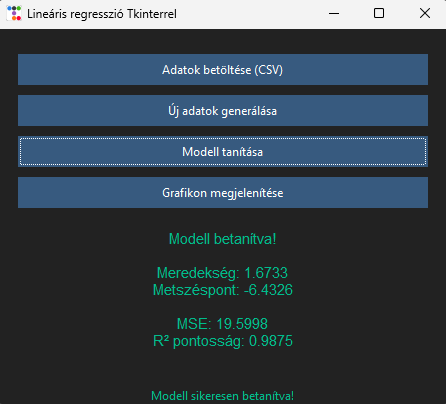 Lineáris regresszió Tkinterrel
Adatok betöltése (CSV)
Új adatok generálása
Modell tanítása
Grafikon megjelenítése
Modell betanítva!
Meredekség: 1.6733
Metszéspont: -6.4326
MSE: 19.5998
R² pontosság: 0.9875
Modell sikeresen betanítva!